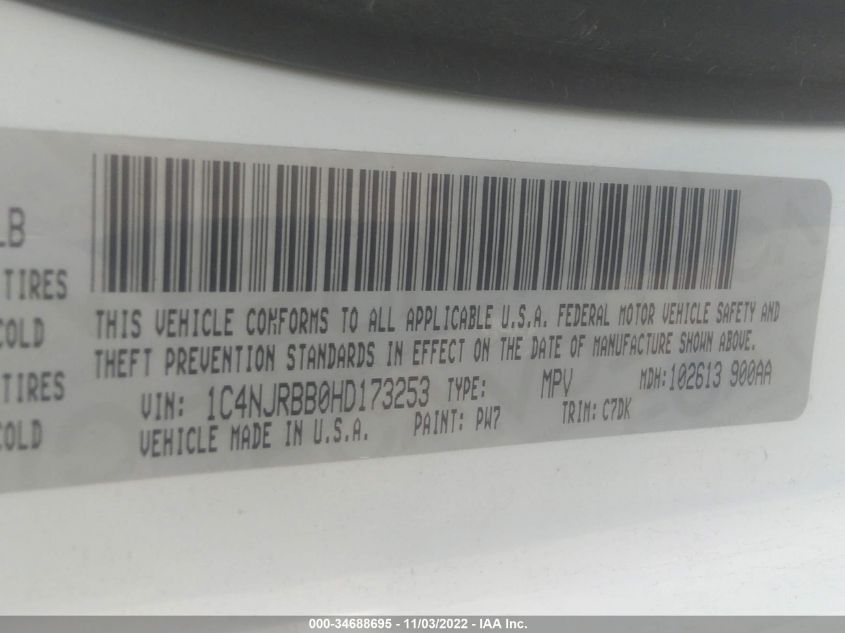 LB
TIRES
COLD
TIRES
COLD
THIS VEHICLE CONFORMS TO ALL APPLICABLE U.S.A. FEDERAL MOTOR VEHICLE SAFETY AND
THEFT PREVENTION STANDARDS IN EFFECT ON THE DATE OF MANUFACTURE SHOWN ABOVE.
VIN: 1C4NJRBB0HD173253 TYPE: MPV MDH:102613 900AA
VEHICLE MADE IN U.S.A. PAINT: PW7 TRIM: C7DK
000-34688695 - 11/03/2022 - IAA Inc.